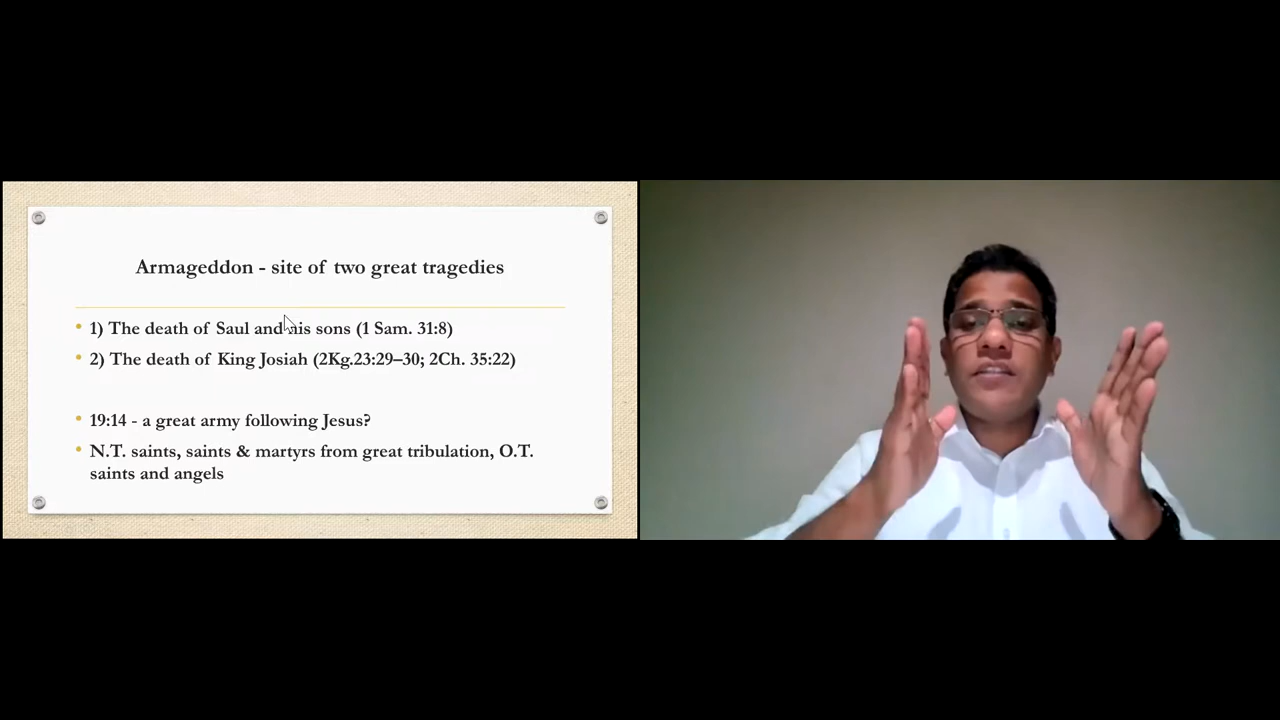 Armageddon - site of two great tragedies
• 1) The death of Saul and his sons (1 Sam. 31:8)
• 2) The death of King Josiah (2Kg.23:29–30; 2Ch. 35:22)
• 19:14 - a great army following Jesus?
• N.T. saints, saints & martyrs from great tribulation, O.T.
saints and angels